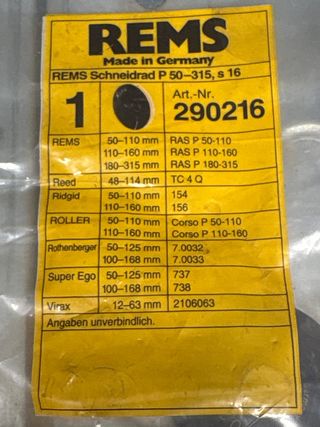 REMS
Made in Germany
REMS Schneidrad P 50–315, s 16
1 Art.-Nr. 290216
REMS 50–110 mm RAS P 50-110
110–160 mm RAS P 110-160
180–315 mm RAS P 180-315
Reed 48–114 mm TC 4 Q
Ridgid 50–110 mm 154
110–160 mm 156
ROLLER 50–110 mm Corso P 50-110
110–160 mm Corso P 110-160
Rothenberger 50–125 mm 7.0032
100–168 mm 7.0033
Super Ego 50–125 mm 737
100–168 mm 738
Virax 12–63 mm 2106063
Angaben unverbindlich.